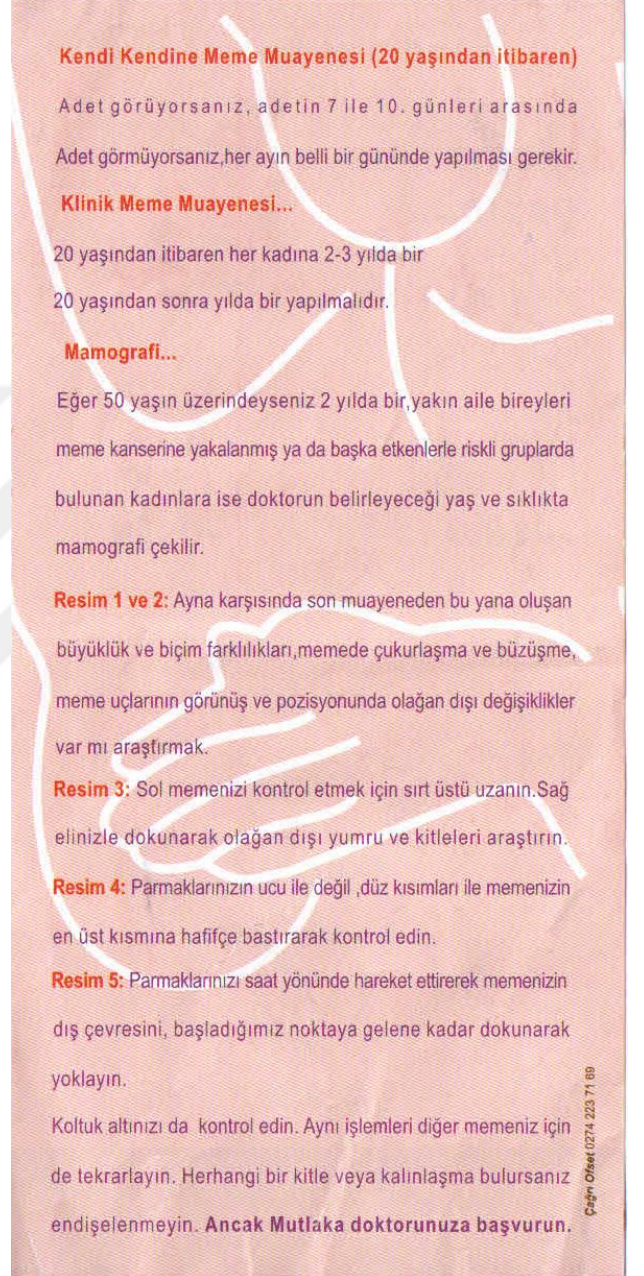 Kendi Kendine Meme Muayenesi (20 yaşından itibaren)
Adet görüyorsanız, adetin 7 ile 10. günleri arasında
Adet görmüyorsanız,her ayın belli bir gününde yapılması gerekir.
Klinik Meme Muayenesi...
20 yaşından itibaren her kadına 2-3 yılda bir
20 yaşından sonra yılda bir yapılmalıdır.
Mamografi...
Eğer 50 yaşın üzerindeyseniz 2 yılda bir,yakın aile bireyleri
meme kanserine yakalanmış ya da başka etkenlerle riskli gruplarda
bulunan kadınlara ise doktorun belirleyeceği yaş ve sıklıkta
mamografi çekilir.
Resim 1 ve 2: Ayna karşısında son muayeneden bu yana oluşan
büyüklük ve biçim farklılıkları,memede çukurlaşma ve büzüşme,
meme uçlarının görünüş ve pozisyonunda olağan dışı değişiklikler
var mı araştırmak.
Resim 3: Sol memenizi kontrol etmek için sırt üstü uzanın.Sağ
elinizle dokunarak olağan dışı yumru ve kitleleri araştırın.
Resim 4: Parmaklarınızın ucu ile değil ,düz kısımları ile memenizin
en üst kısmına hafifçe bastırarak kontrol edin.
Resim 5: Parmaklarınızı saat yönünde hareket ettirerek memenizin
dış çevresini, başladığımız noktaya gelene kadar dokunarak
yoklayın.
Koltuk altınızı da kontrol edin. Aynı işlemleri diğer memeniz için
de tekrarlayın. Herhangi bir kitle veya kalınlaşma bulursanız
endişelenmeyin. Ancak Mutlaka doktorunuza başvurun.
Çağrı Ofset 0274 223 71 69